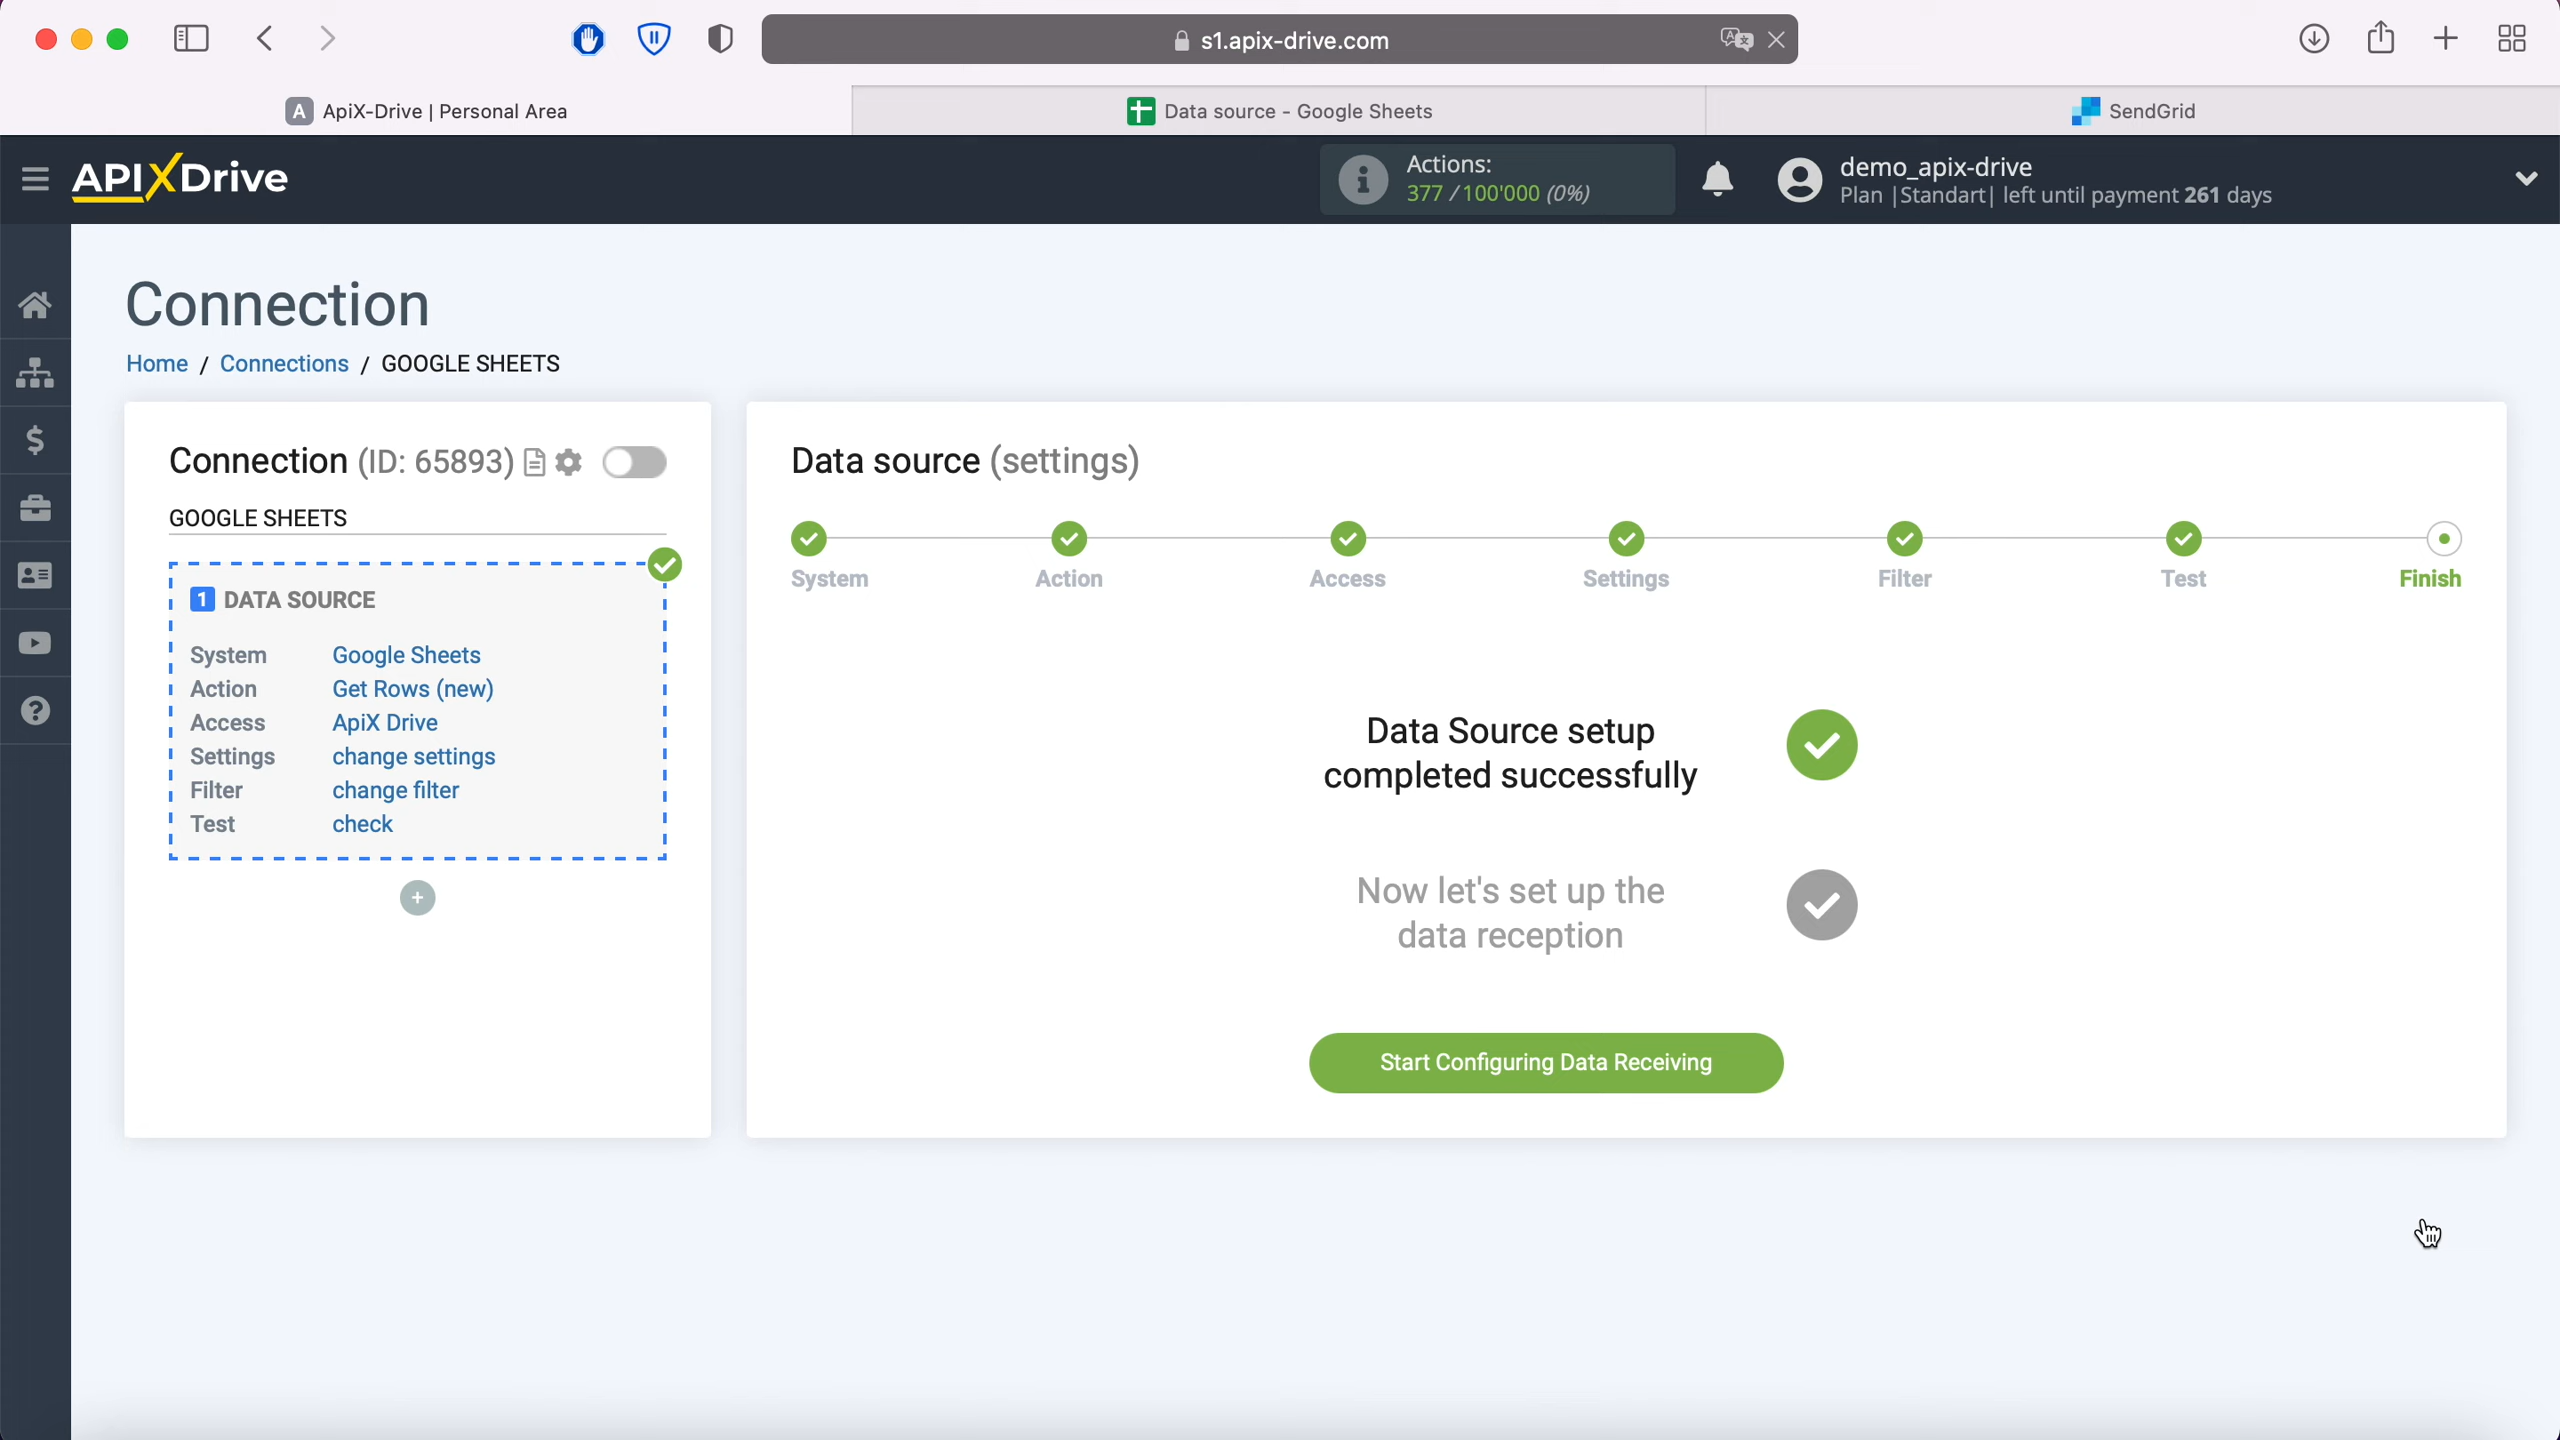 s1.apix-drive.com
A ApiX-Drive | Personal Area
Data source - Google Sheets
SendGrid
APIXDrive
Actions:
377 / 100'000 (0%)
demo_apix-drive
Plan |Standart| left until payment 261 days
Connection
Home / Connections / GOOGLE SHEETS
Connection (ID: 65893)
GOOGLE SHEETS
1 DATA SOURCE
System Google Sheets
Action Get Rows (new)
Access ApiX Drive
Settings change settings
Filter change filter
Test check
Data source (settings)
System Action Access Settings Filter Test Finish
Data Source setup
completed successfully
Now let's set up the
data reception
Start Configuring Data Receiving